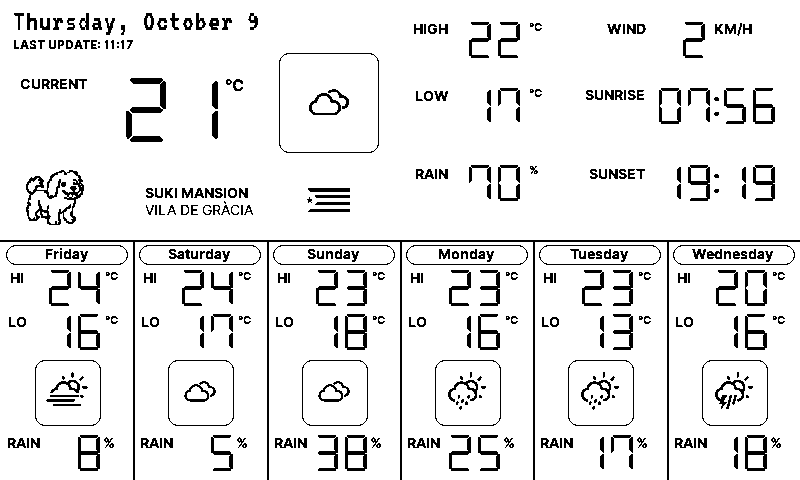 Thursday, October 9
LAST UPDATE: 11:17
CURRENT 21 °C
HIGH 22 °C
WIND 2 KM/H
LOW 17 °C
SUNRISE 07:56
RAIN 70 %
SUNSET 19:19
SUKI MANSION
VILA DE GRÀCIA
Friday
HI 24 °C
LO 16 °C
RAIN 8 %
Saturday
HI 24 °C
LO 17 °C
RAIN 5 %
Sunday
HI 23 °C
LO 18 °C
RAIN 38 %
Monday
HI 23 °C
LO 16 °C
RAIN 25 %
Tuesday
HI 23 °C
LO 13 °C
RAIN 17 %
Wednesday
HI 20 °C
LO 16 °C
RAIN 18 %